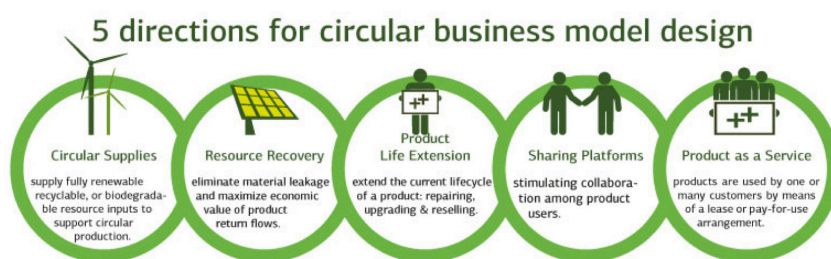 5 directions for circular business model design
Circular Supplies
supply fully renewable
recyclable, or biodegrada-
ble resource inputs to
support circular
production.
Resource Recovery
eliminate material leakage
and maximize economic
value of product
return flows.
Product
Life Extension
extend the current lifecycle
of a product: repairing,
upgrading & reselling.
Sharing Platforms
stimulating collabora-
tion among product
users.
Product as a Service
products are used by one or
many customers by means
of a lease or pay-for-use
arrangement.